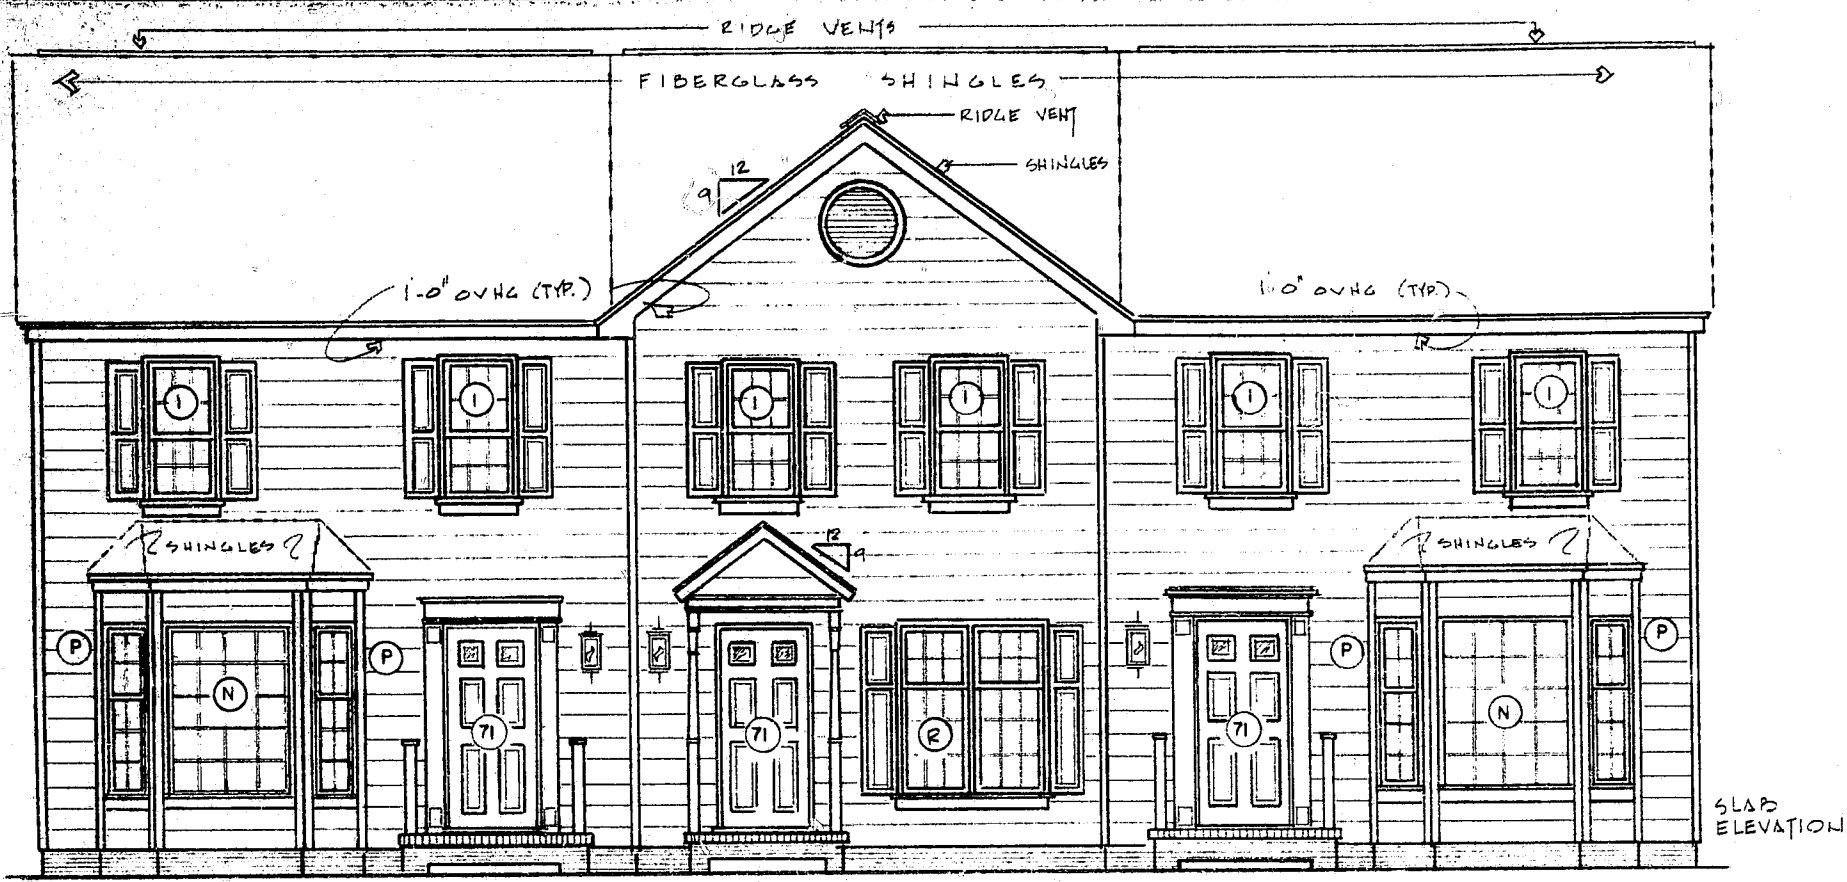 RIDGE VENTS
FIBERGLASS SHINGLES
RIDGE VENT
SHINGLES
12
9
1-0" OVHG (TYP.)
1-0" OVHG (TYP.)
1
1
1
1
1
1
SHINGLES
12
9
SHINGLES
P
P
P
P
N
71
71
R
71
N
SLAB
ELEVATION